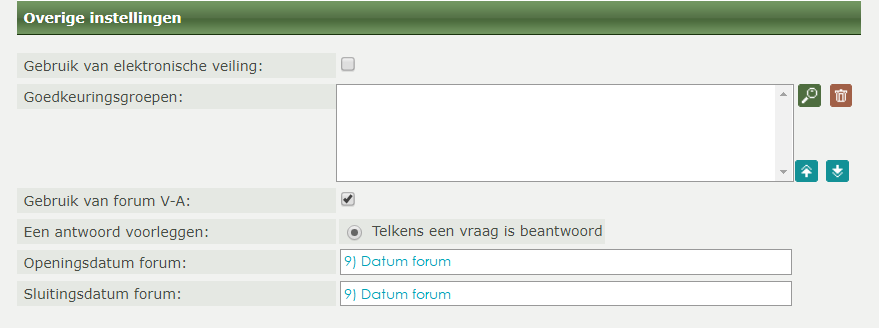 Overige instellingen
Gebruik van elektronische veiling:
Goedkeuringsgroepen:
Gebruik van forum V-A:
Een antwoord voorleggen: Telkens een vraag is beantwoord
Openingsdatum forum: 9) Datum forum
Sluitingsdatum forum: 9) Datum forum